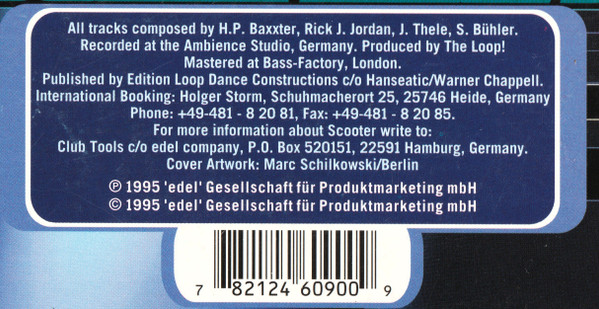 All tracks composed by H.P. Baxxter, Rick J. Jordan, J. Thele, S. Bühler.
Recorded at the Ambience Studio, Germany. Produced by The Loop!
Mastered at Bass-Factory, London.
Published by Edition Loop Dance Constructions c/o Hanseatic/Warner Chappell.
International Booking: Holger Storm, Schuhmacherort 25, 25746 Heide, Germany
Phone: +49-481 - 8 20 81, Fax: +49-481 - 8 20 85.
For more information about Scooter write to:
Club Tools c/o edel company, P.O. Box 520151, 22591 Hamburg, Germany.
Cover Artwork: Marc Schilkowski/Berlin
℗ 1995 'edel' Gesellschaft für Produktmarketing mbH
© 1995 'edel' Gesellschaft für Produktmarketing mbH
7 82124 60900 9